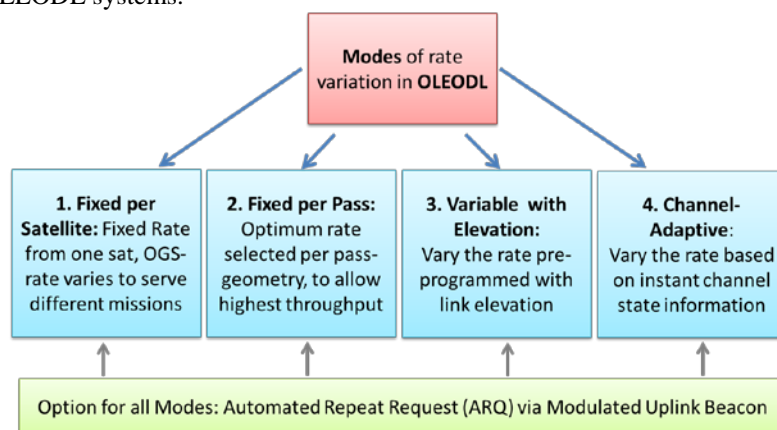 OLEODL systems.
Modes of rate
variation in OLEODL
1. Fixed per
Satellite: Fixed Rate
from one sat, OGS-
rate varies to serve
different missions
2. Fixed per Pass:
Optimum rate
selected per pass-
geometry, to allow
highest throughput
3. Variable with
Elevation:
Vary the rate pre-
programmed with
link elevation
4. Channel-
Adaptive:
Vary the rate based
on instant channel
state information
Option for all Modes: Automated Repeat Request (ARQ) via Modulated Uplink Beacon